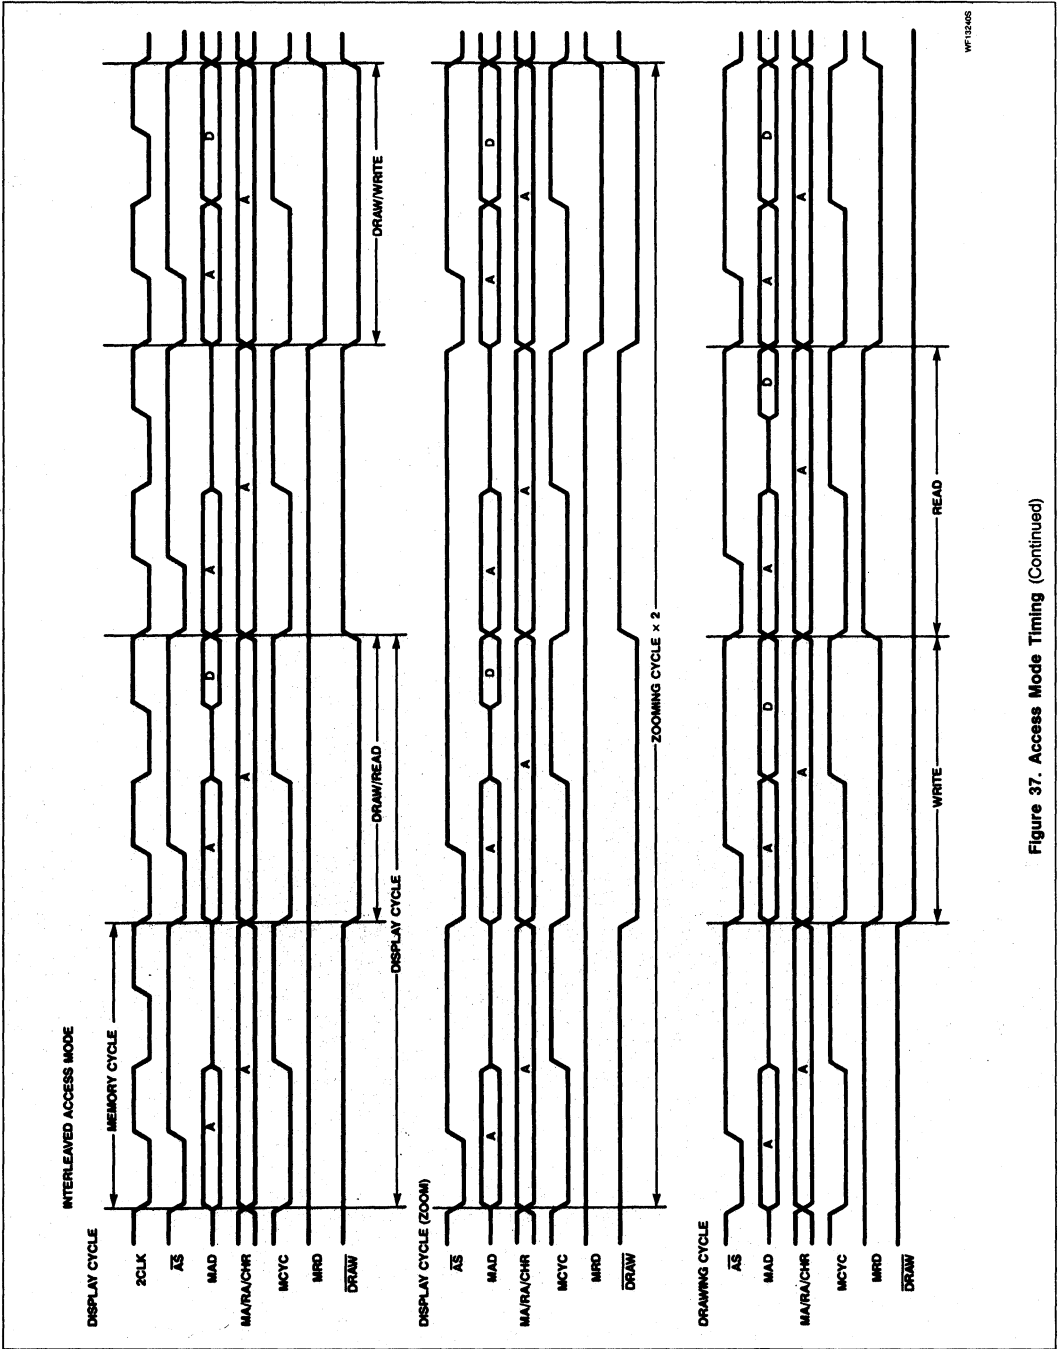 INTERLEAVED ACCESS MODE
DISPLAY CYCLE
MEMORY CYCLE
2CLK
AS
MAD A A D A A D
MA/RA/CHR A A A A
MCYC
MRD
DRAW
DRAW/READ
DRAW/WRITE
DISPLAY CYCLE
DISPLAY CYCLE (ZOOM)
AS
MAD A A D A A D
MA/RA/CHR A A A A
MCYC
MRD
DRAW
ZOOMING CYCLE × 2
DRAWING CYCLE
AS
MAD A A D A D A D
MA/RA/CHR A A A A
MCYC
MRD
DRAW
WRITE
READ
WF13240S
Figure 37. Access Mode Timing (Continued)